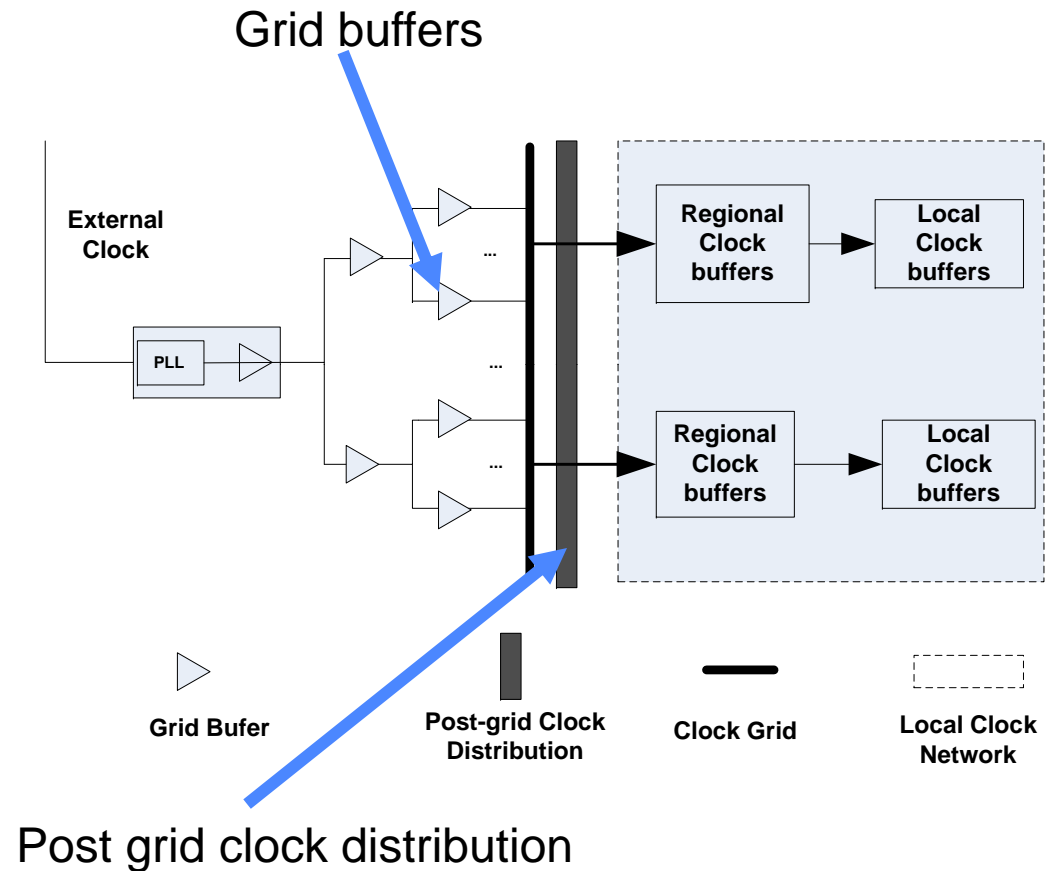 Grid buffers
External
Clock
PLL
...
...
...
Regional
Clock
buffers
Local
Clock
buffers
Regional
Clock
buffers
Local
Clock
buffers
Grid Bufer
Post-grid Clock
Distribution
Clock Grid
Local Clock
Network
Post grid clock distribution